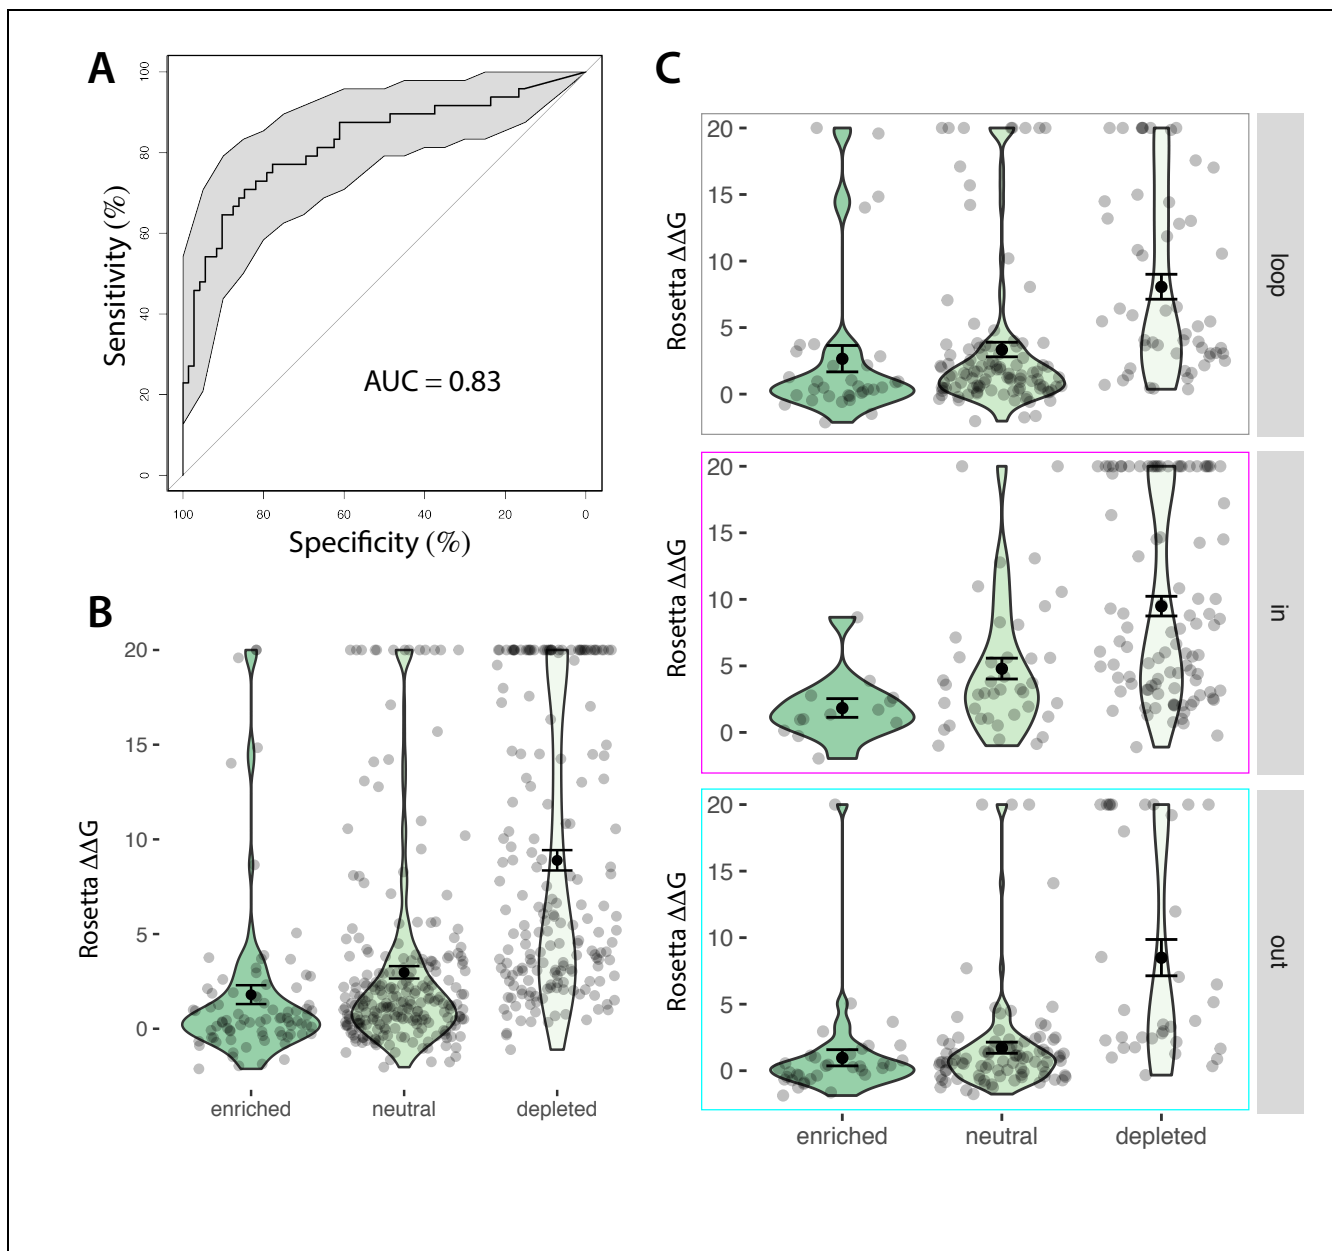 A
100
80
60
40
20
0
Sensitivity (%)
AUC = 0.83
100 80 60 40 20 0
Specificity (%)
B
20
15
10
5
0
Rosetta ΔΔG
enriched neutral depleted
C
20
15
10
5
0
Rosetta ΔΔG
loop
20
15
10
5
0
Rosetta ΔΔG
in
20
15
10
5
0
Rosetta ΔΔG
out
enriched neutral depleted